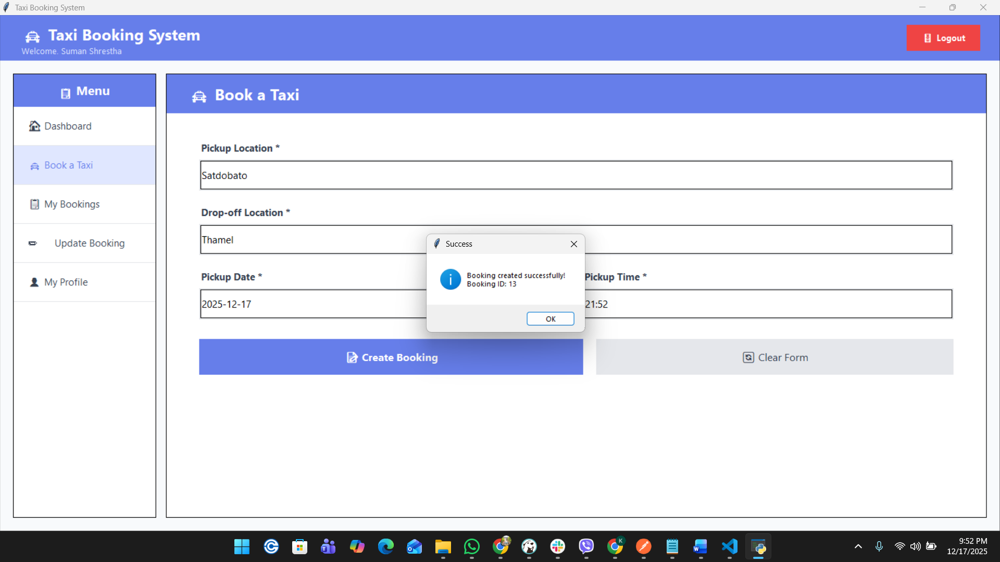 Taxi Booking System
Taxi Booking System
Welcome. Suman Shrestha
Logout
Menu
Dashboard
Book a Taxi
My Bookings
Update Booking
My Profile
Book a Taxi
Pickup Location *
Satdobato
Drop-off Location *
Thamel
Pickup Date *
2025-12-17
Pickup Time *
21:52
Success
Booking created successfully!
Booking ID: 13
OK
Create Booking
Clear Form
K
9:52 PM
12/17/2025